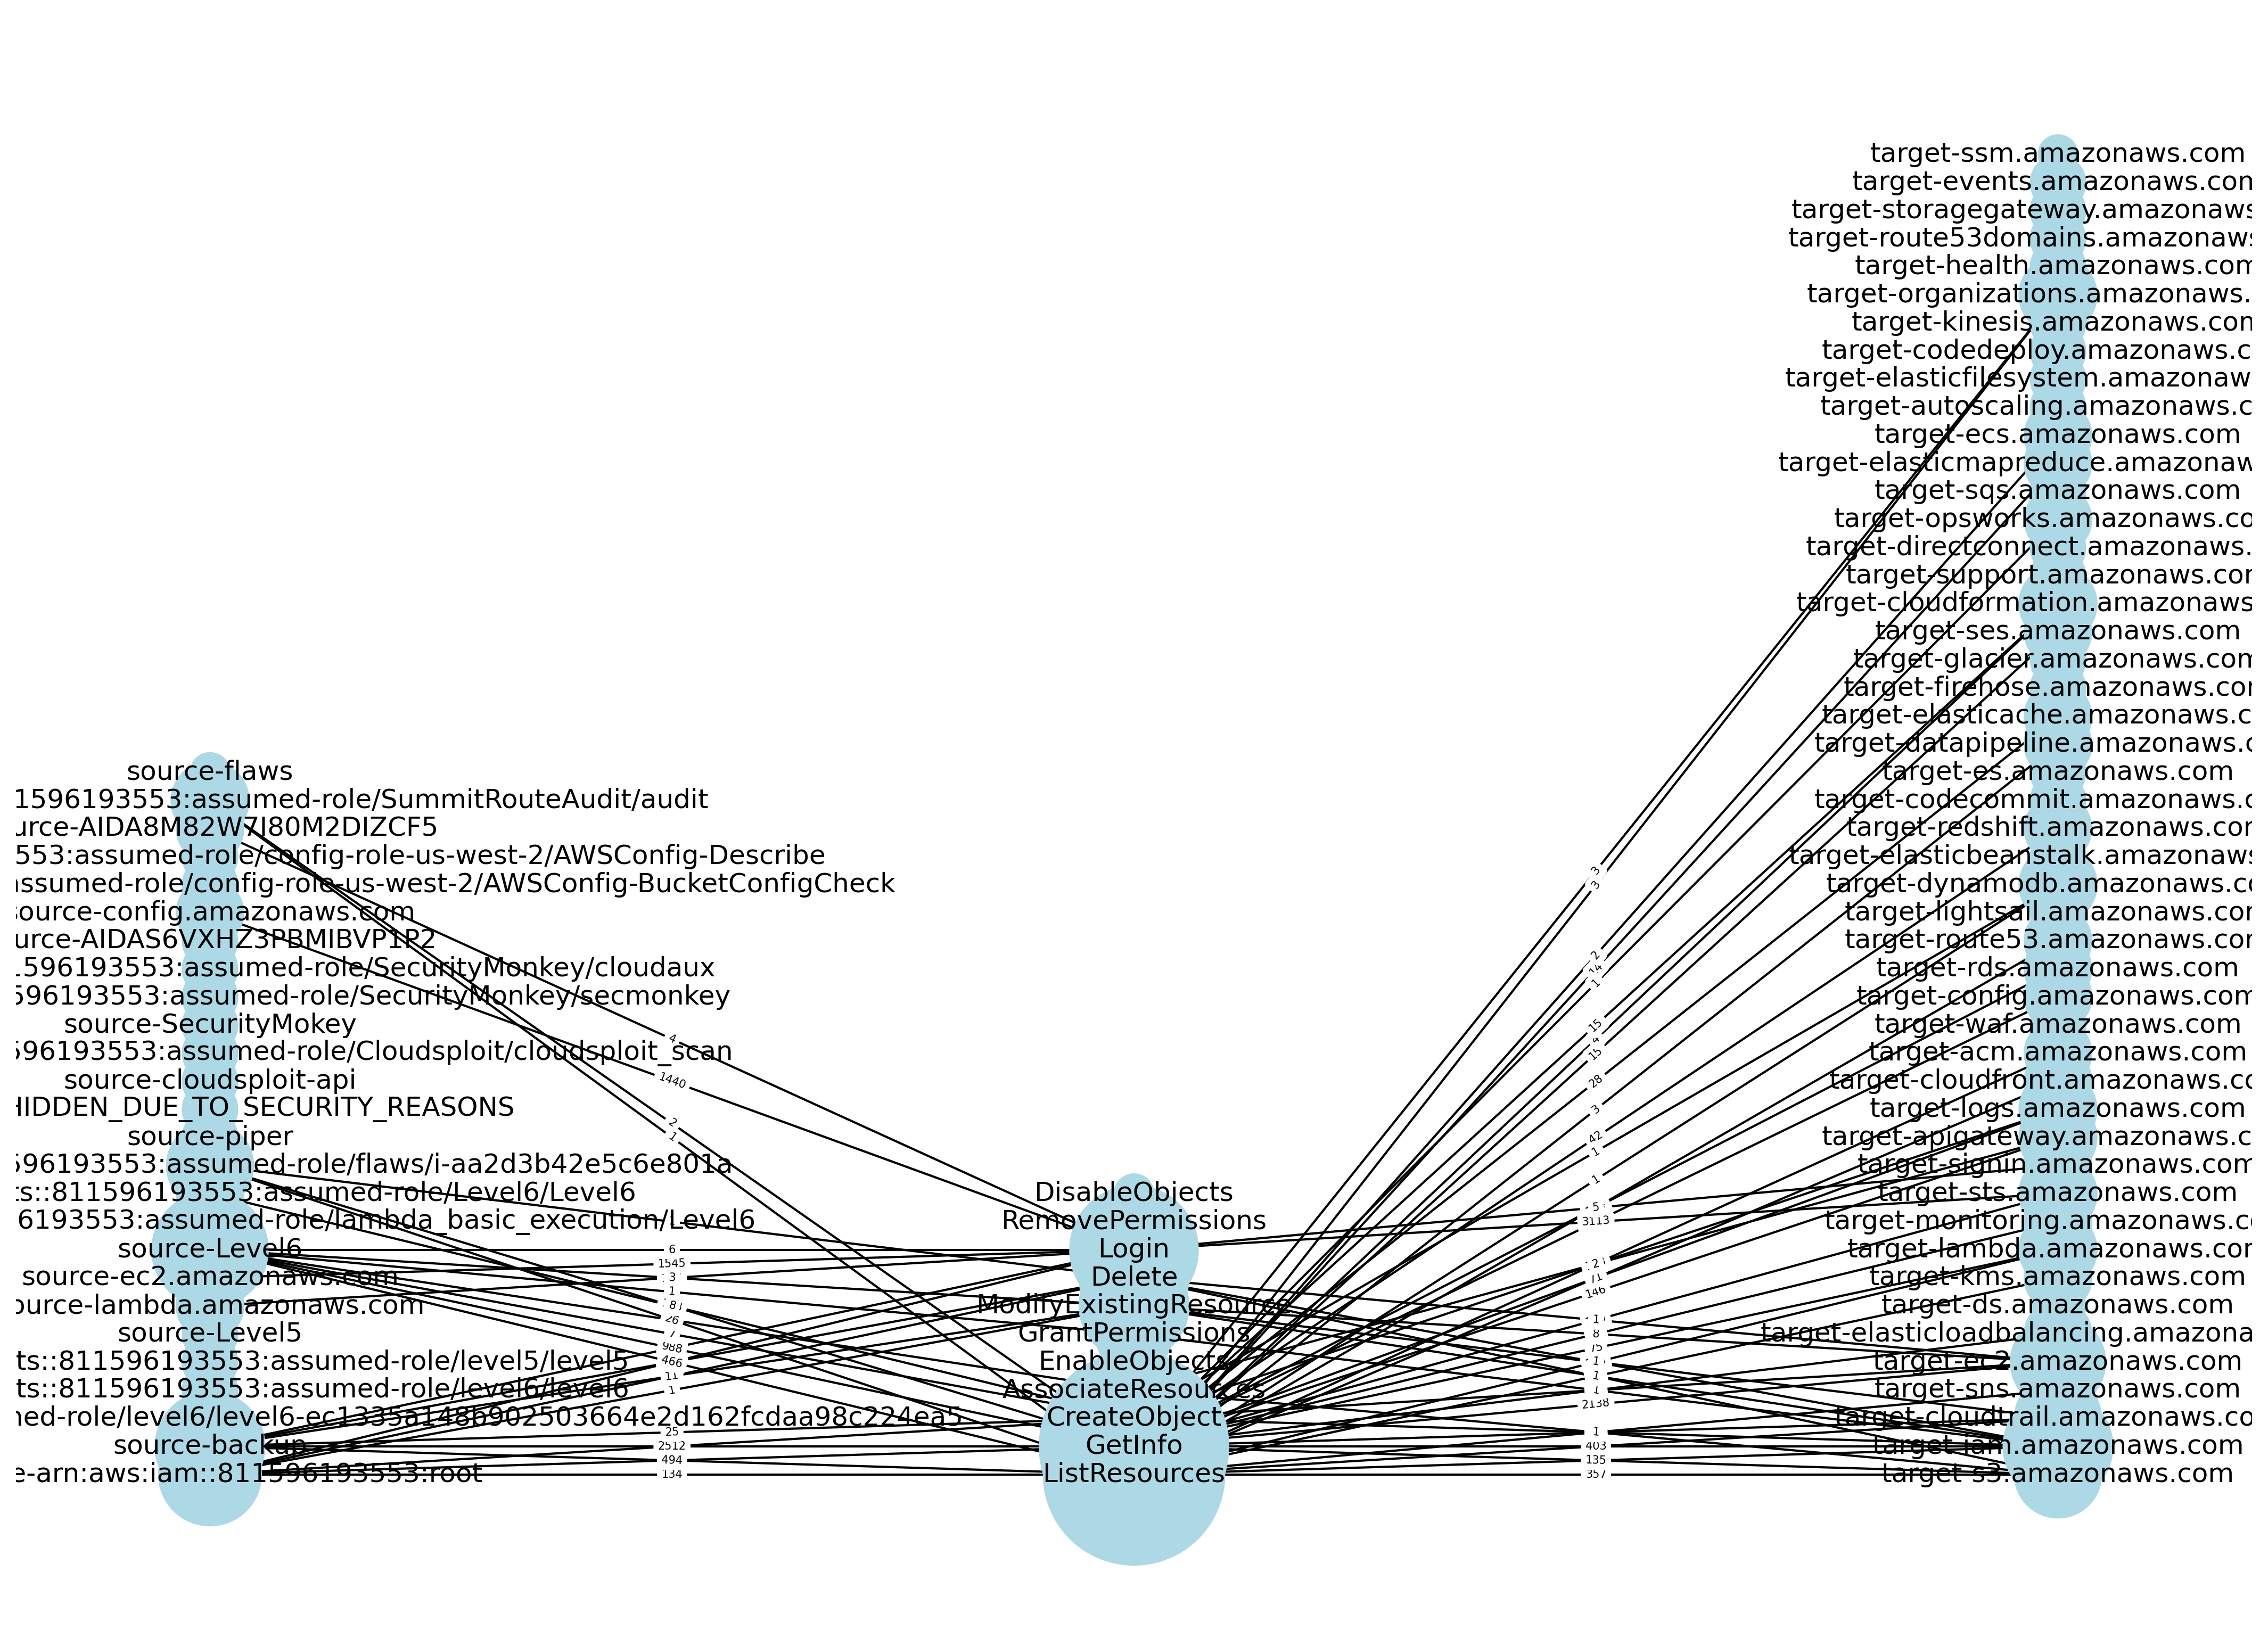 source-flaws
1596193553:assumed-role/SummitRouteAudit/audit
urce-AIDA8M82W7J80M2DIZCF5
553:assumed-role/config-role-us-west-2/AWSConfig-Describe
assumed-role/config-role-us-west-2/AWSConfig-BucketConfigCheck
source-config.amazonaws.com
urce-AIDAS6VXHZ3PBMIBVP1P2
1596193553:assumed-role/SecurityMonkey/cloudaux
596193553:assumed-role/SecurityMonkey/secmonkey
source-SecurityMokey
596193553:assumed-role/Cloudsploit/cloudsploit_scan
source-cloudsploit-api
HIDDEN_DUE_TO_SECURITY_REASONS
source-piper
596193553:assumed-role/flaws/i-aa2d3b42e5c6e801a
ts::811596193553:assumed-role/Level6/Level6
6193553:assumed-role/lambda_basic_execution/Level6
source-Level6
source-ec2.amazonaws.com
ource-lambda.amazonaws.com
source-Level5
ts::811596193553:assumed-role/level5/level5
ts::811596193553:assumed-role/level6/level6
ned-role/level6/level6-ec1335a148b902503664e2d162fcdaa98c224ea5
source-backup
e-arn:aws:iam::811596193553:root
4
1440
2
1
6
1545
3
1
8
26
7
988
466
11
1
25
2512
494
134
DisableObjects
RemovePermissions
Login
Delete
ModifyExistingResource
GrantPermissions
EnableObjects
AssociateResources
CreateObject
GetInfo
ListResources
3
3
2
14
1
15
4
15
28
3
42
1
1
5
3113
2
71
146
1
8
75
1
1
1
2138
1
403
135
357
target-ssm.amazonaws.com
target-events.amazonaws.com
target-storagegateway.amazonaws
target-route53domains.amazonaws
target-health.amazonaws.com
target-organizations.amazonaws.
target-kinesis.amazonaws.com
target-codedeploy.amazonaws.c
target-elasticfilesystem.amazonaw
target-autoscaling.amazonaws.c
target-ecs.amazonaws.com
target-elasticmapreduce.amazonaw
target-sqs.amazonaws.com
target-opsworks.amazonaws.co
target-directconnect.amazonaws.
target-support.amazonaws.com
target-cloudformation.amazonaws
target-ses.amazonaws.com
target-glacier.amazonaws.com
target-firehose.amazonaws.com
target-elasticache.amazonaws.c
target-datapipeline.amazonaws.c
target-es.amazonaws.com
target-codecommit.amazonaws.c
target-redshift.amazonaws.com
target-elasticbeanstalk.amazonaws
target-dynamodb.amazonaws.co
target-lightsail.amazonaws.com
target-route53.amazonaws.com
target-rds.amazonaws.com
target-config.amazonaws.com
target-waf.amazonaws.com
target-acm.amazonaws.com
target-cloudfront.amazonaws.co
target-logs.amazonaws.com
target-apigateway.amazonaws.c
target-signin.amazonaws.com
target-sts.amazonaws.com
target-monitoring.amazonaws.co
target-lambda.amazonaws.com
target-kms.amazonaws.com
target-ds.amazonaws.com
target-elasticloadbalancing.amazona
target-ec2.amazonaws.com
target-sns.amazonaws.com
target-cloudtrail.amazonaws.co
target-iam.amazonaws.com
target-s3.amazonaws.com